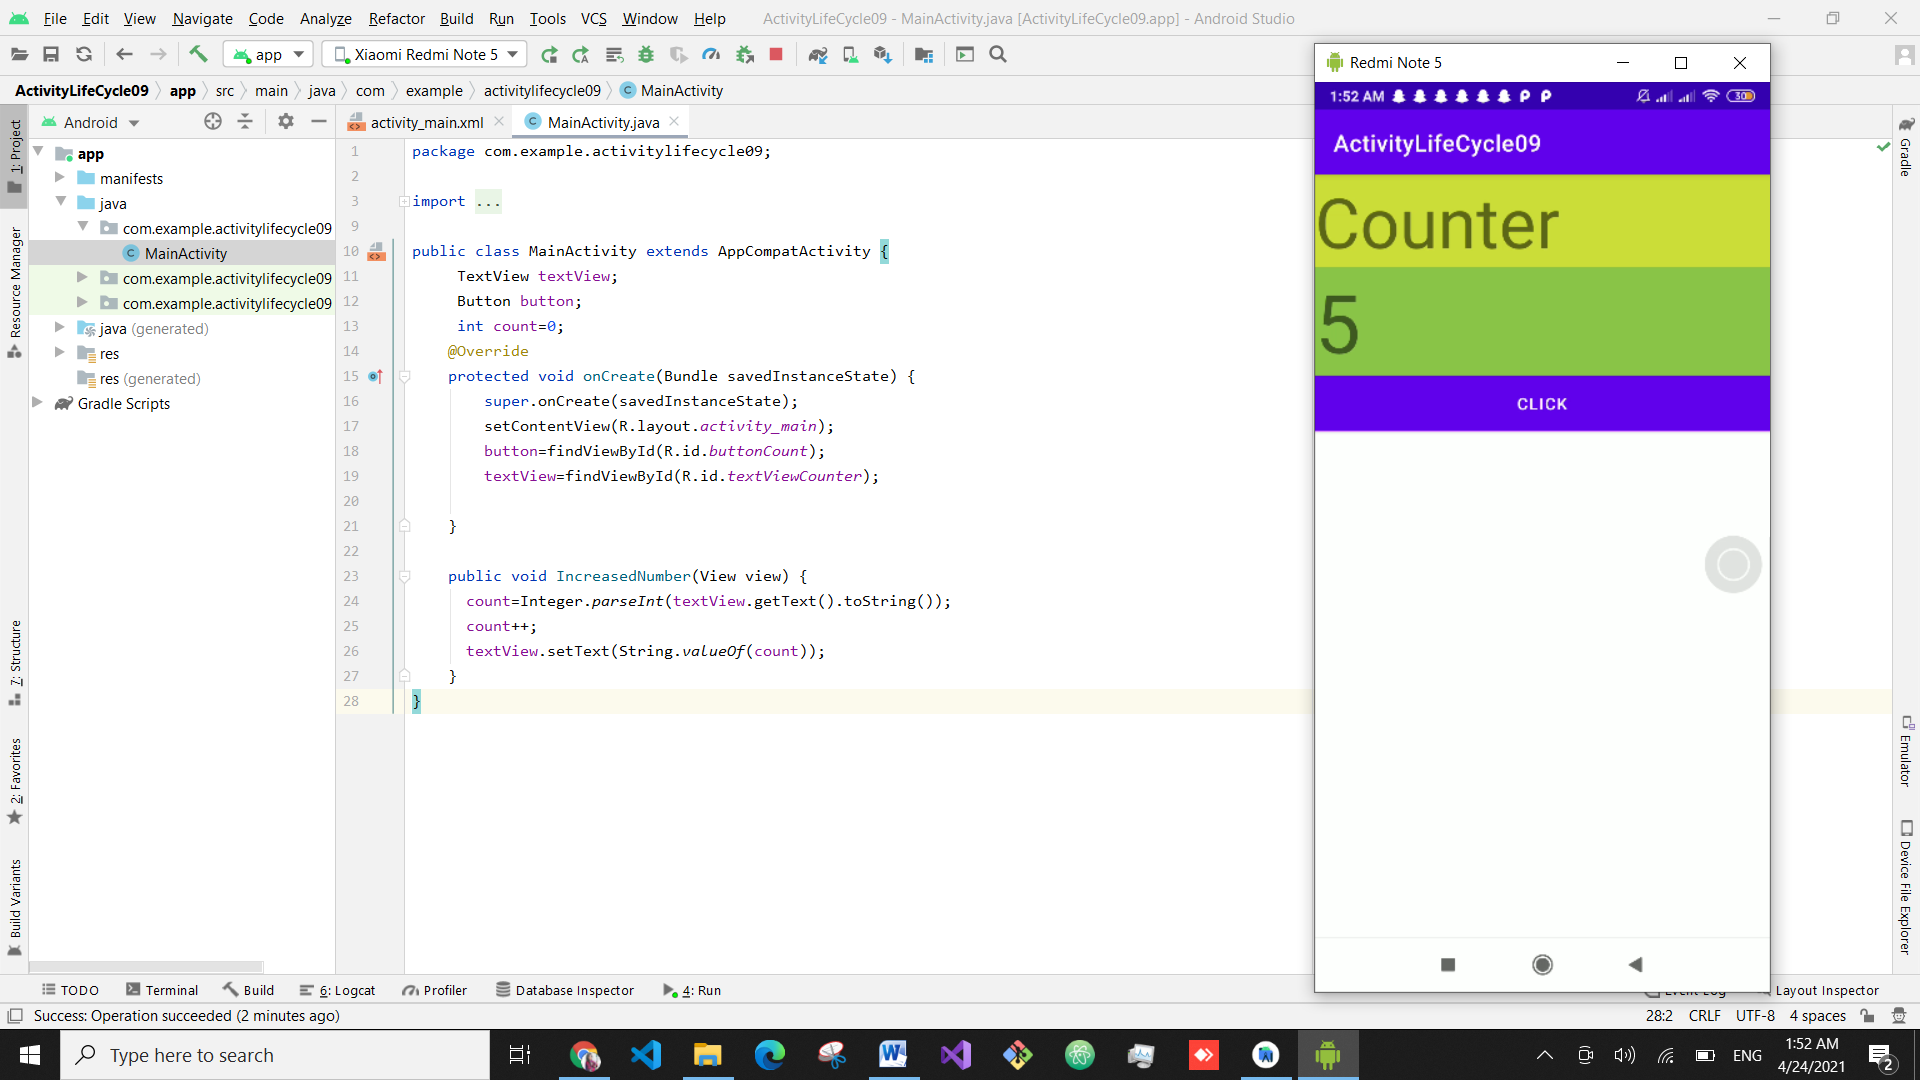 File Edit View Navigate Code Analyze Refactor Build Run Tools VCS Window Help ActivityLifeCycle09 - MainActivity.java [ActivityLifeCycle09.app] - Android Studio
app Xiaomi Redmi Note 5
ActivityLifeCycle09 app src main java com example activitylifecycle09 MainActivity
Android
activity_main.xml MainActivity.java
1: Project
Resource Manager
7: Structure
2: Favorites
Build Variants
app
manifests
java
com.example.activitylifecycle09
MainActivity
com.example.activitylifecycle09
com.example.activitylifecycle09
java (generated)
res
res (generated)
Gradle Scripts
1 package com.example.activitylifecycle09;
2
3 import ...
9
10 public class MainActivity extends AppCompatActivity {
11 TextView textView;
12 Button button;
13 int count=0;
14 @Override
15 protected void onCreate(Bundle savedInstanceState) {
16 super.onCreate(savedInstanceState);
17 setContentView(R.layout.activity_main);
18 button=findViewById(R.id.buttonCount);
19 textView=findViewById(R.id.textViewCounter);
20
21 }
22
23 public void IncreasedNumber(View view) {
24 count=Integer.parseInt(textView.getText().toString());
25 count++;
26 textView.setText(String.valueOf(count));
27 }
28 }
Redmi Note 5
1:52 AM 30
ActivityLifeCycle09
Counter
5
CLICK
Gradle
Emulator
Device File Explorer
TODO Terminal Build 6: Logcat Profiler Database Inspector 4: Run Event Log Layout Inspector
Success: Operation succeeded (2 minutes ago) 28:2 CRLF UTF-8 4 spaces
Type here to search
ENG
1:52 AM
4/24/2021
2